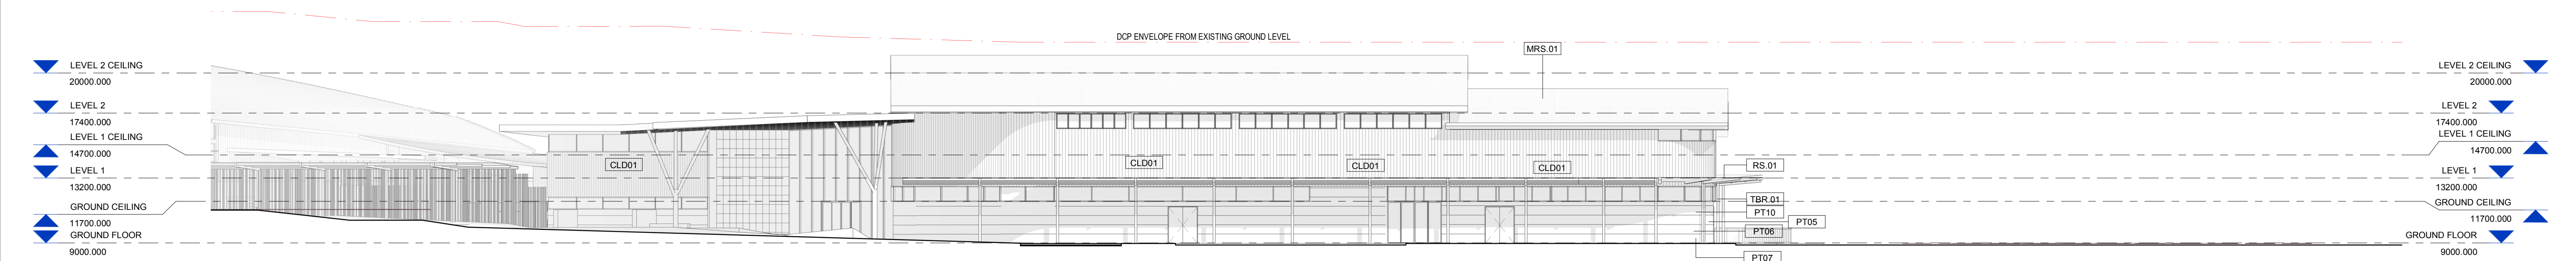 DCP ENVELOPE FROM EXISTING GROUND LEVEL
MRS.01
LEVEL 2 CEILING
20000.000
LEVEL 2
17400.000
LEVEL 1 CEILING
14700.000
LEVEL 1
13200.000
GROUND CEILING
11700.000
GROUND FLOOR
9000.000
CLD01
CLD01
CLD01
CLD01
RS.01
TBR.01
PT10
PT05
PT06
PT07
LEVEL 2 CEILING
20000.000
LEVEL 2
17400.000
LEVEL 1 CEILING
14700.000
LEVEL 1
13200.000
GROUND CEILING
11700.000
GROUND FLOOR
9000.000